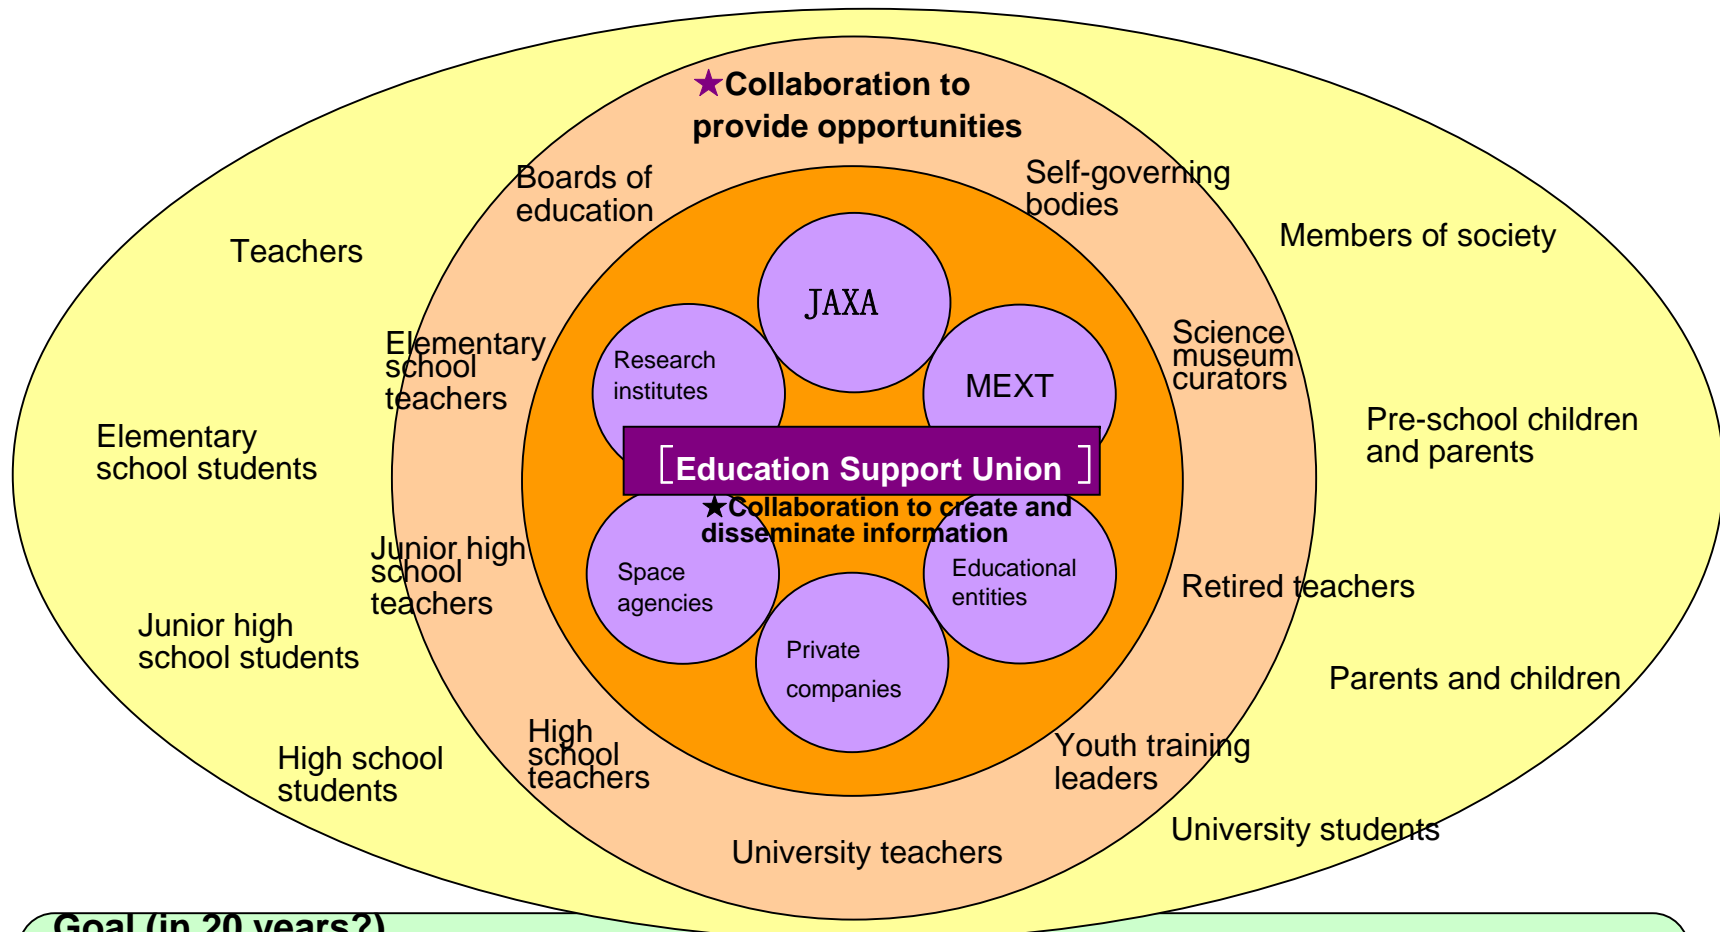 ★Collaboration to
provide opportunities
Boards of
education
Self-governing
bodies
Teachers
Members of society
JAXA
Elementary
school
teachers
Research
institutes
MEXT
Science
museum
curators
Elementary
school students
Pre-school children
and parents
[Education Support Union]
★Collaboration to create and
disseminate information
Junior high
school
teachers
Space
agencies
Educational
entities
Retired teachers
Junior high
school students
Private
companies
Parents and children
High school
students
High
school
teachers
Youth training
leaders
University students
University teachers
Goal (in 20 years?)